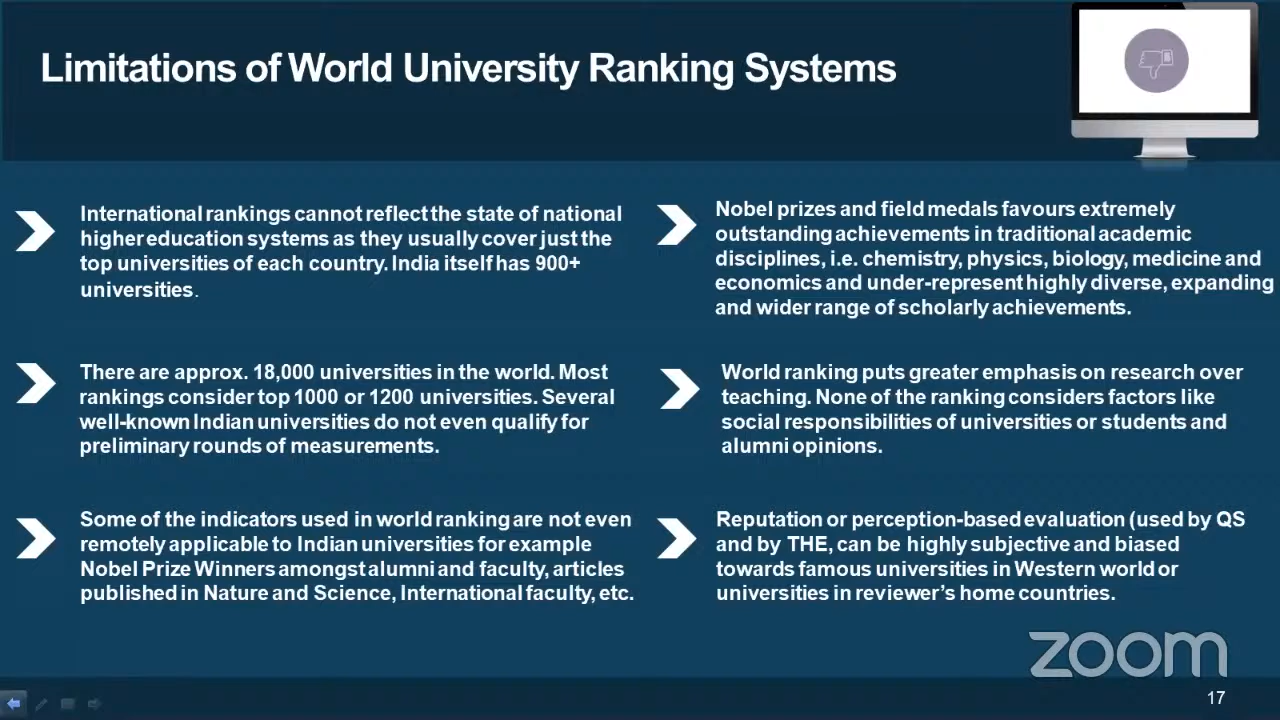 Limitations of World University Ranking Systems
International rankings cannot reflect the state of national
higher education systems as they usually cover just the
top universities of each country. India itself has 900+
universities.
There are approx. 18,000 universities in the world. Most
rankings consider top 1000 or 1200 universities. Several
well-known Indian universities do not even qualify for
preliminary rounds of measurements.
Some of the indicators used in world ranking are not even
remotely applicable to Indian universities for example
Nobel Prize Winners amongst alumni and faculty, articles
published in Nature and Science, International faculty, etc.
Nobel prizes and field medals favours extremely
outstanding achievements in traditional academic
disciplines, i.e. chemistry, physics, biology, medicine and
economics and under-represent highly diverse, expanding
and wider range of scholarly achievements.
World ranking puts greater emphasis on research over
teaching. None of the ranking considers factors like
social responsibilities of universities or students and
alumni opinions.
Reputation or perception-based evaluation (used by QS
and by THE, can be highly subjective and biased
towards famous universities in Western world or
universities in reviewer's home countries.
zoom
17